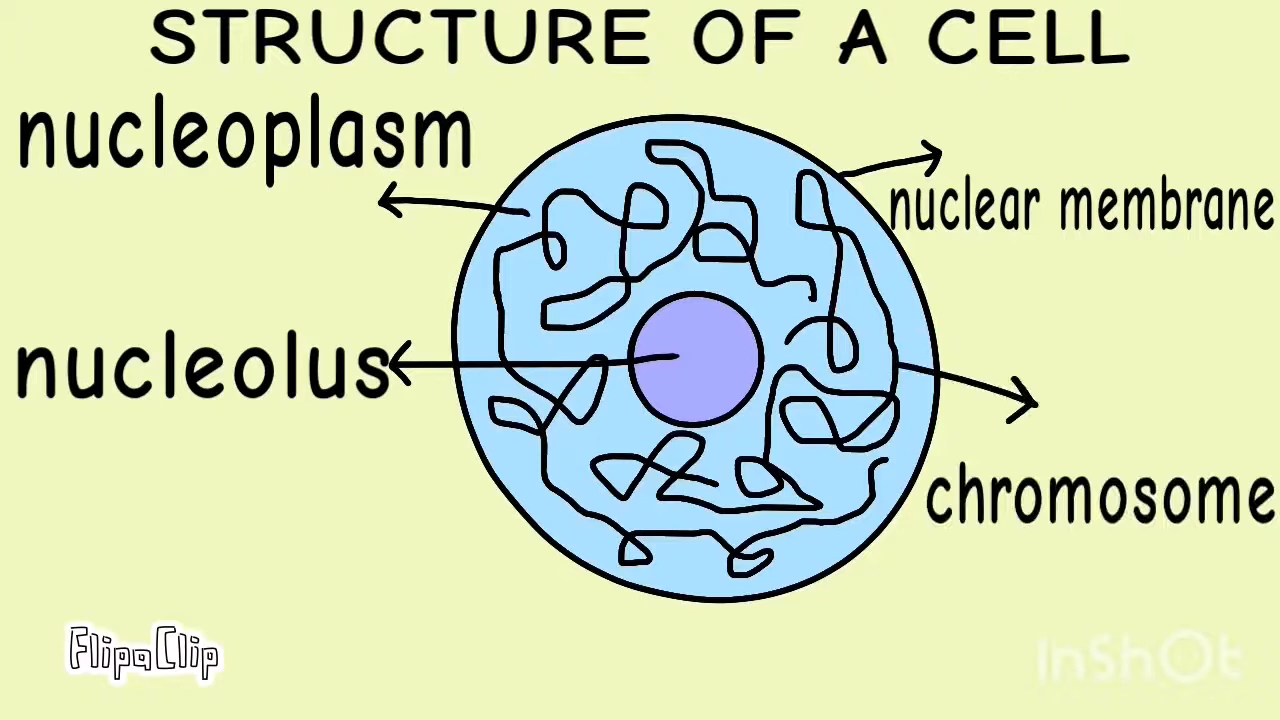 STRUCTURE OF A CELL
nucleoplasm
nuclear membrane
nucleolus
chromosome
FlipaClip
InShOt